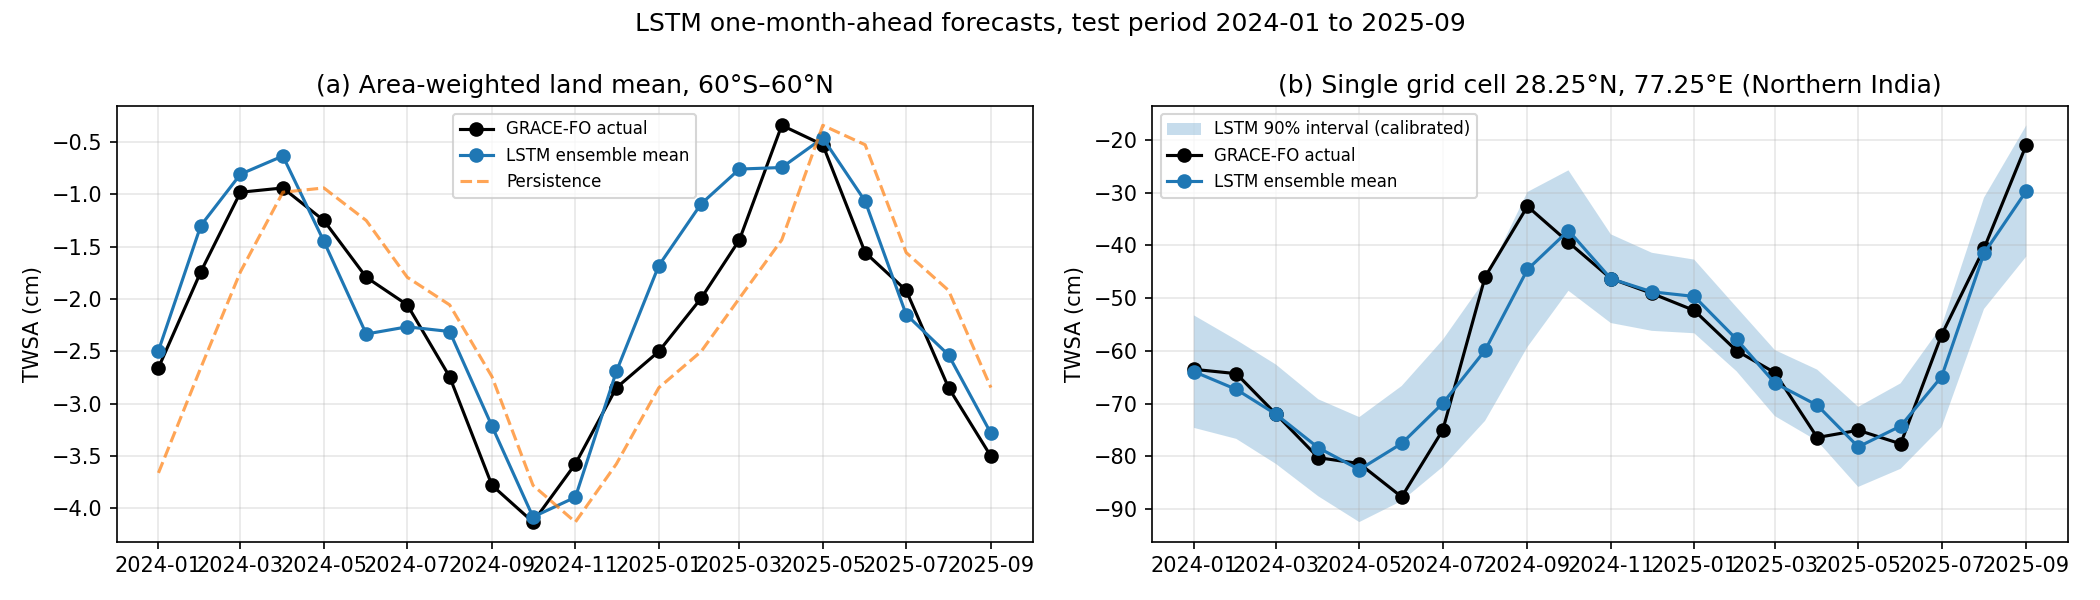 LSTM one-month-ahead forecasts, test period 2024-01 to 2025-09
(a) Area-weighted land mean, 60°S–60°N
TWSA (cm)
−0.5
−1.0
−1.5
−2.0
−2.5
−3.0
−3.5
−4.0
GRACE-FO actual
LSTM ensemble mean
Persistence
2024-01 2024-03 2024-05 2024-07 2024-09 2024-11 2025-01 2025-03 2025-05 2025-07 2025-09
(b) Single grid cell 28.25°N, 77.25°E (Northern India)
TWSA (cm)
−20
−30
−40
−50
−60
−70
−80
−90
LSTM 90% interval (calibrated)
GRACE-FO actual
LSTM ensemble mean
2024-01 2024-03 2024-05 2024-07 2024-09 2024-11 2025-01 2025-03 2025-05 2025-07 2025-09